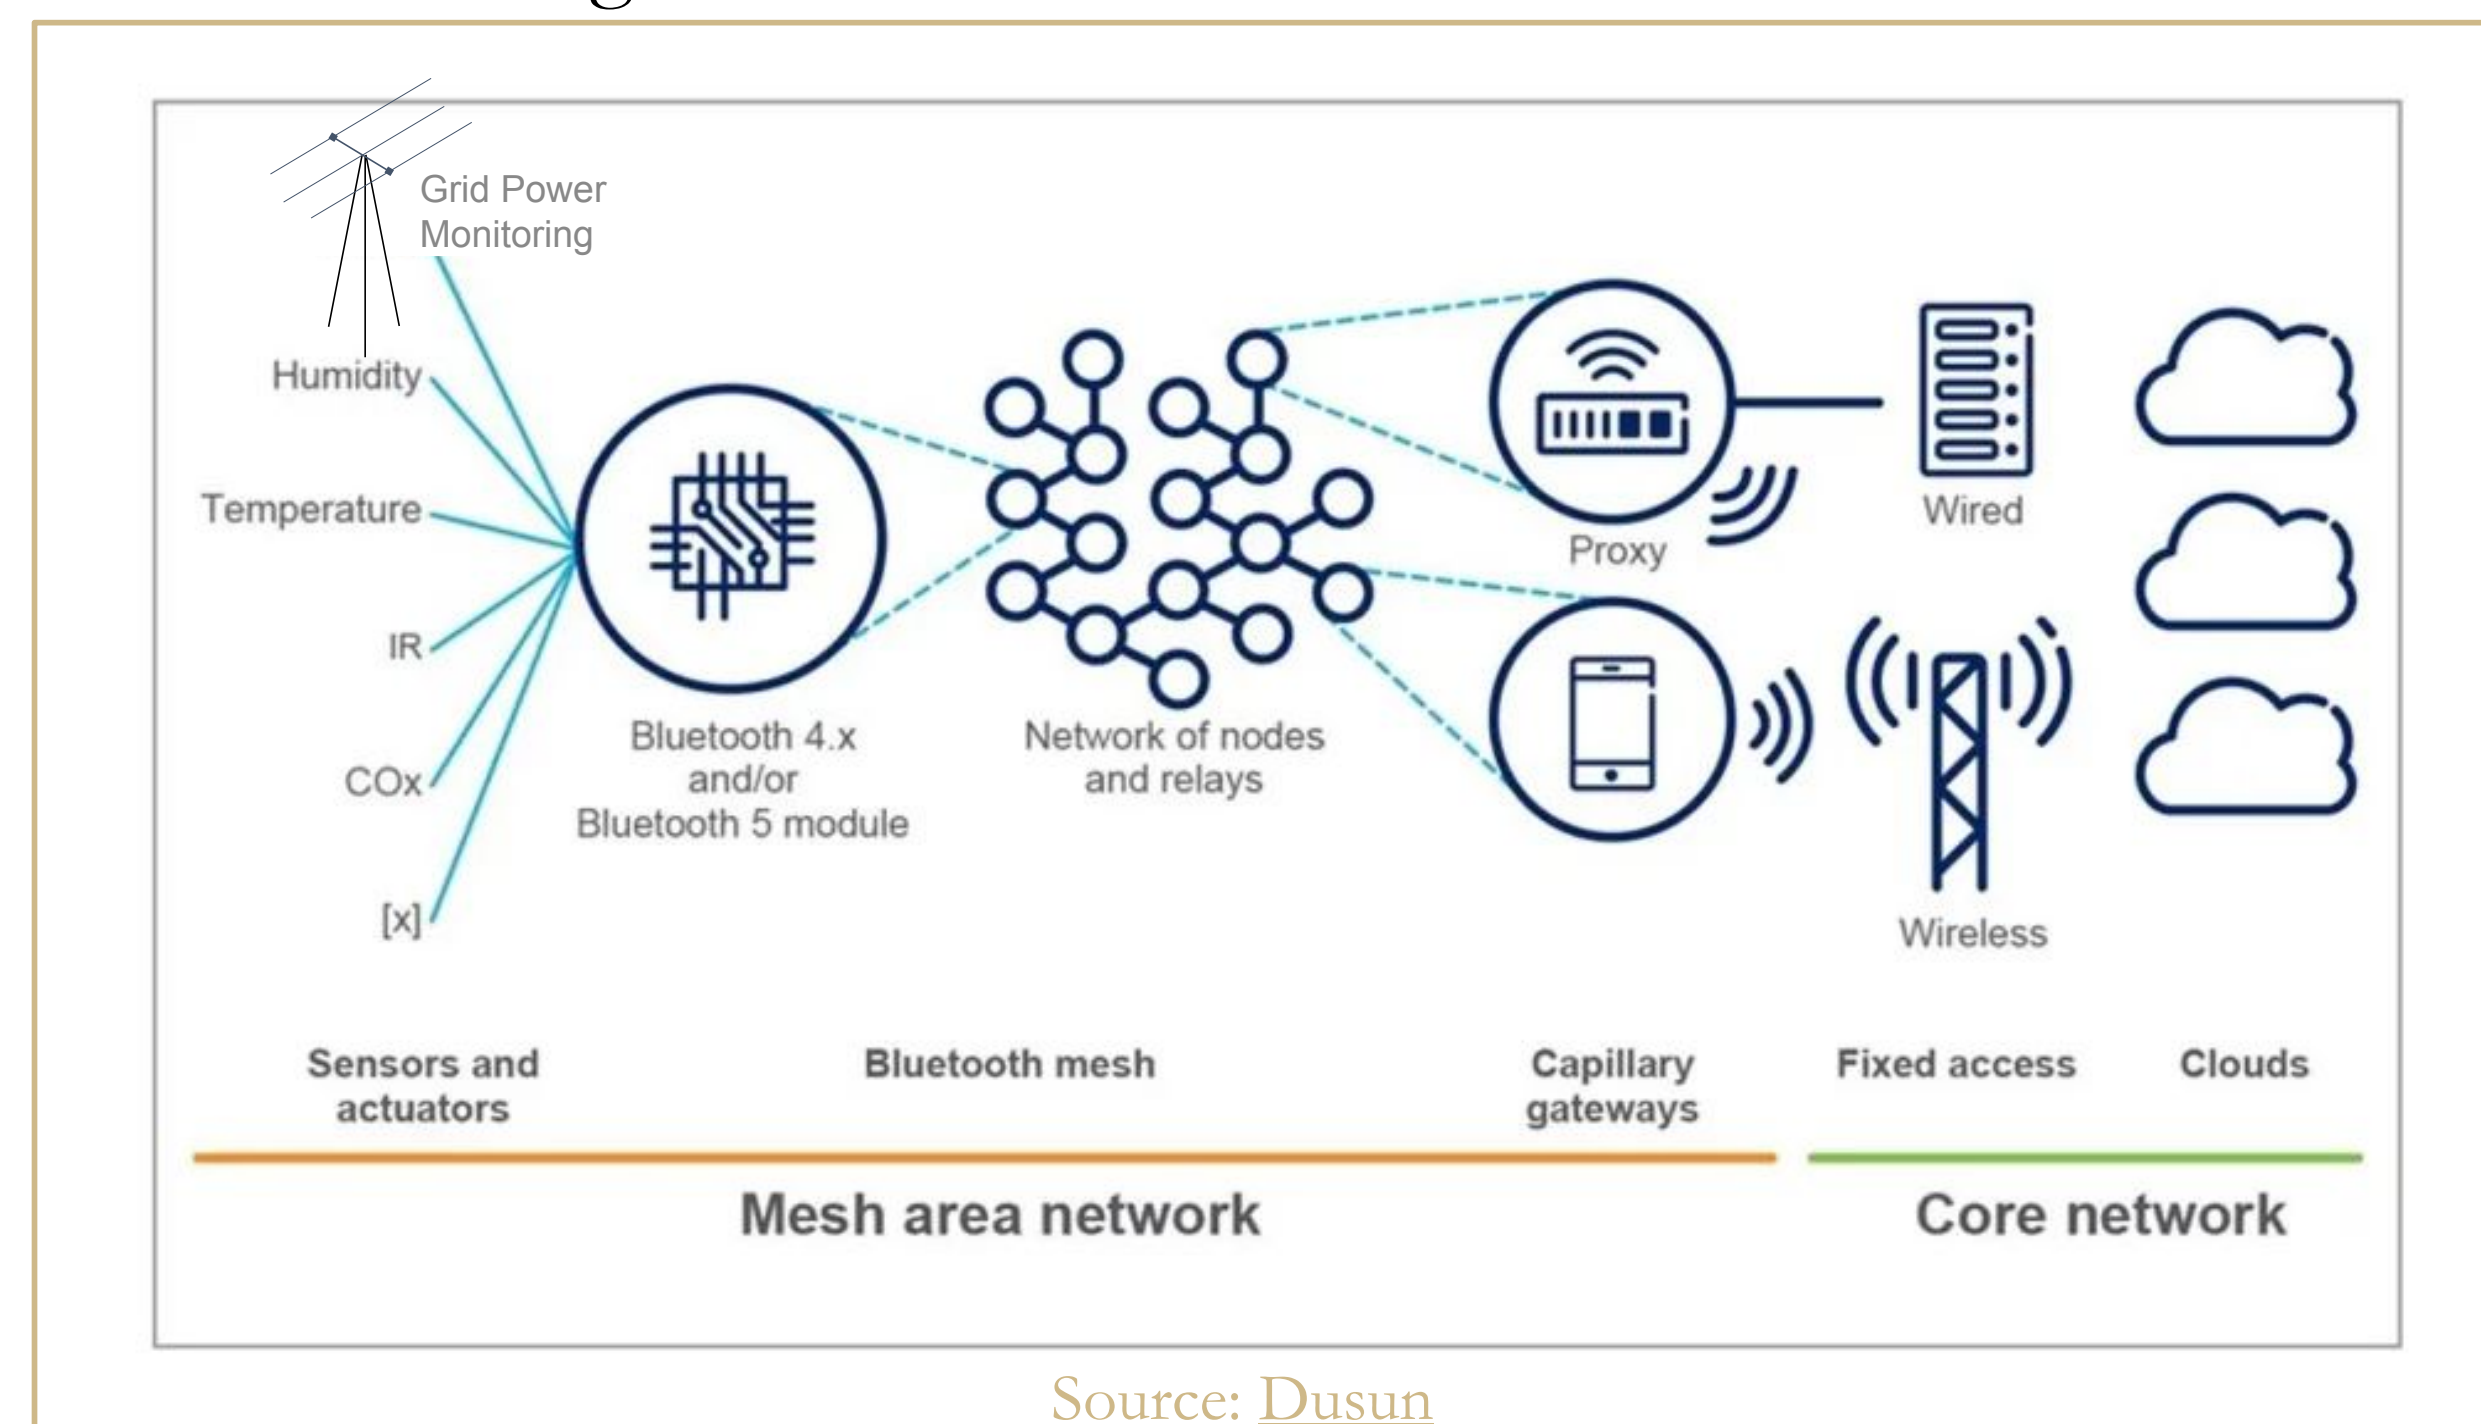 Grid Power
Monitoring
Humidity
Temperature
IR
COx
[x]
Bluetooth 4.x
and/or
Bluetooth 5 module
Network of nodes
and relays
Proxy
Wired
Wireless
Sensors and
actuators
Bluetooth mesh
Capillary
gateways
Fixed access
Clouds
Mesh area network
Core network
Source: Dusun